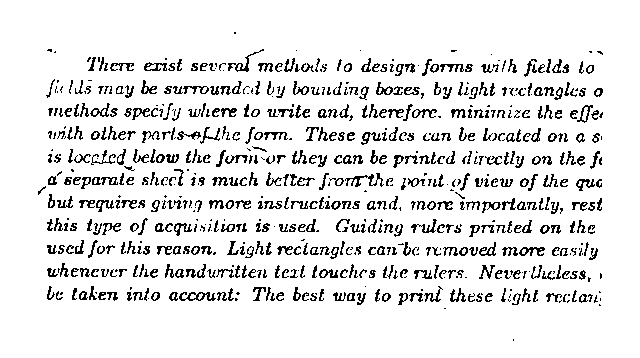 There exist several methods to design forms with fields to
fields may be surrounded by bounding boxes, by light rectangles o
methods specify where to write and, therefore, minimize the effe
with other parts of the form. These guides can be located on a s
is located below the form or they can be printed directly on the fo
a separate sheet is much better from the point of view of the qua
but requires giving more instructions and, more importantly, rest
this type of acquisition is used. Guiding rulers printed on the
used for this reason. Light rectangles can be removed more easily
whenever the handwritten text touches the rulers. Nevertheless,
be taken into account: The best way to print these light rectan